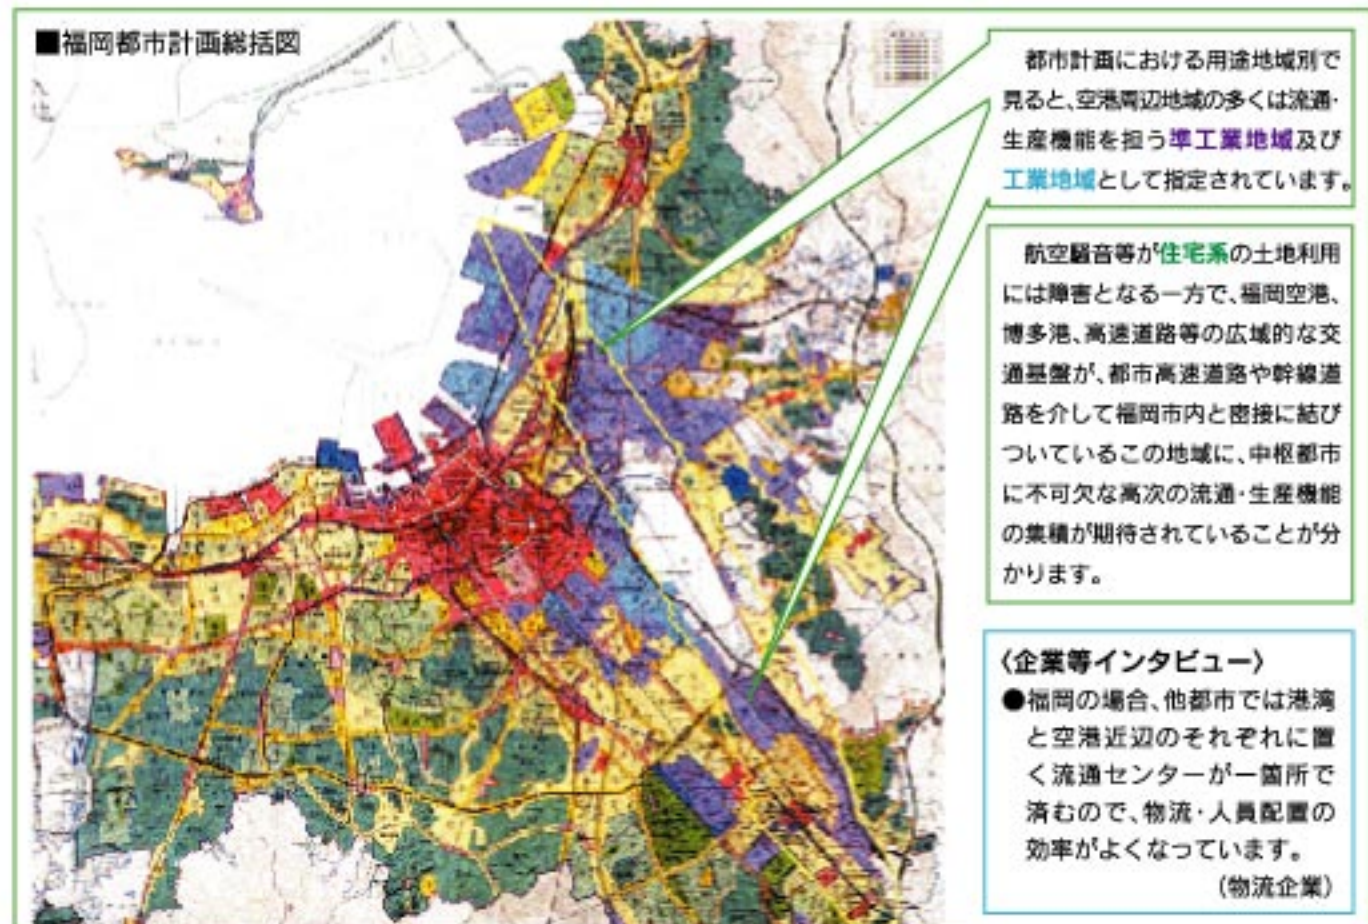 ■福岡都市計画総括図
都市計画における用途地域別で
見ると、空港周辺地域の多くは流通・
生産機能を担う準工業地域及び
工業地域として指定されています。
航空騒音等が住宅系の土地利用
には障害となる一方で、福岡空港、
博多港、高速道路等の広域的な交
通基盤が、都市高速道路や幹線道
路を介して福岡市内と密接に結び
ついているこの地域に、中枢都市
に不可欠な高次の流通・生産機能
の集積が期待されていることが分
かります。
〈企業等インタビュー〉
●福岡の場合、他都市では港湾
と空港近辺のそれぞれに置
く流通センターが一箇所で
済むので、物流・人員配置の
効率がよくなっています。
(物流企業)